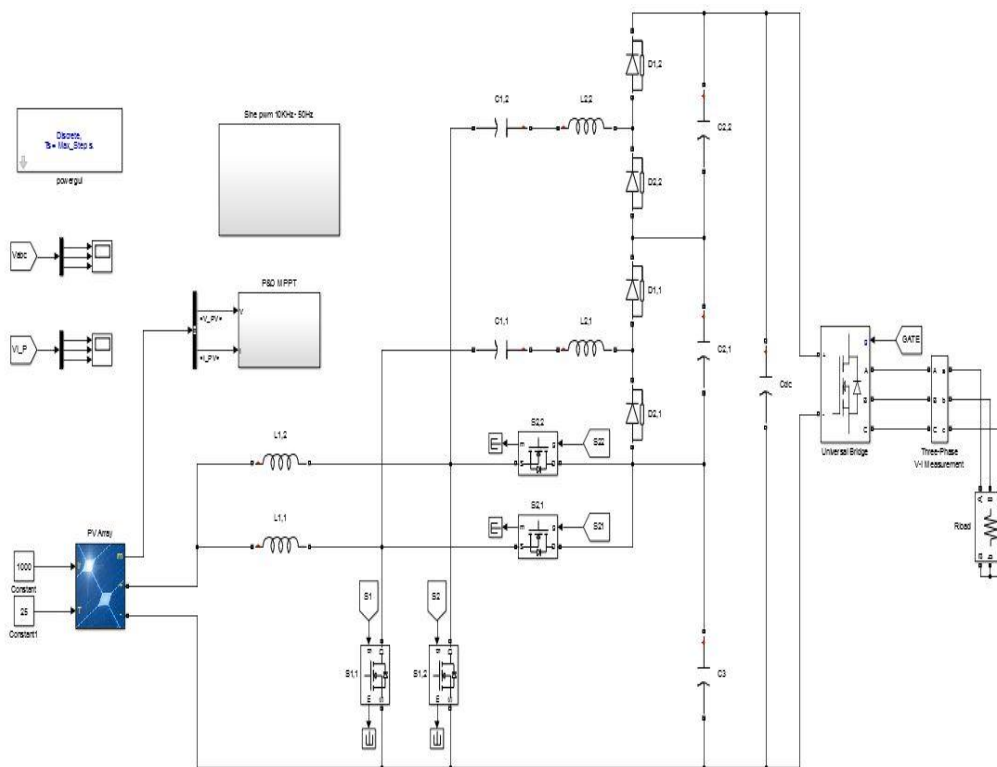 D1,2
C1,2
L2,2
C2,2
Sine pwm 10KHz- 50Hz
Discrete,
Ts = Max_Step s.
powergui
D2,2
Vabc
P&O MPPT
D1,1
<V_PV>
V
C1,1
L2,1
VI_P
<I_PV>
I
C2,1
GATE
g
+
A
A
a
Cdc
B
B
b
-
C
C
c
D2,1
Universal Bridge
Three-Phase
V-I Measurement
S2,2
m
g
S22
S
D
L1,2
S2,1
m
g
S21
S
D
L1,1
PV Array
A
B
C
Rload
a
b
c
1000
Constant
m
+
25
T
-
Constant1
S1
S2
g
D
g
D
S1,1
S1,2
m
S
m
S
C3